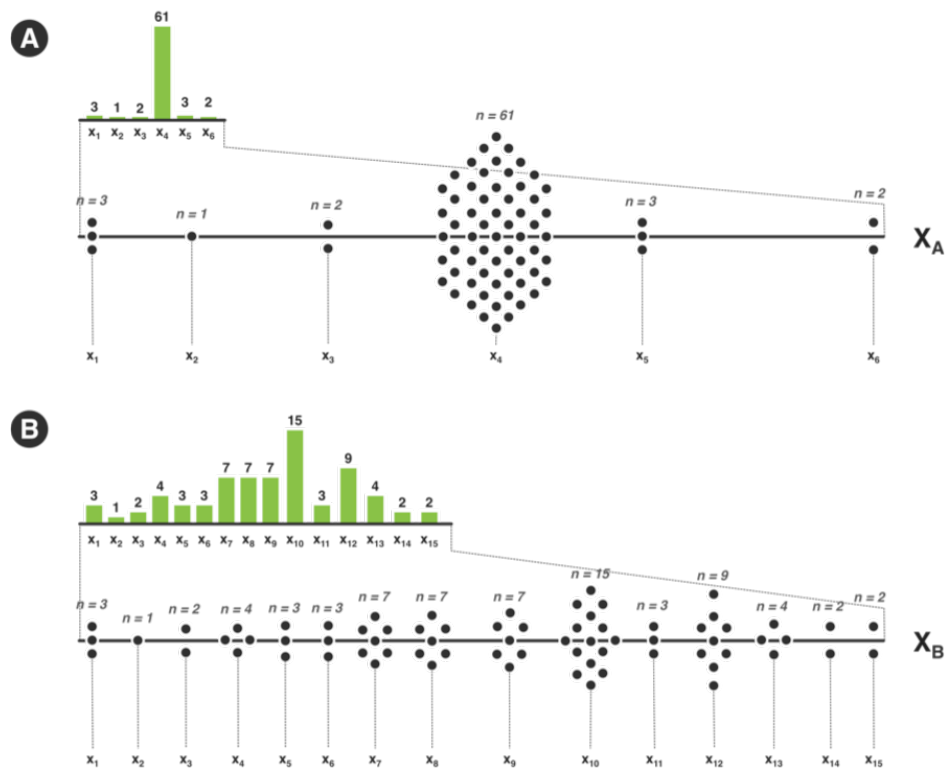 A
61
3 1 2 3 2
x₁ x₂ x₃ x₄ x₅ x₆
n = 61
n = 3 n = 1 n = 2 n = 3 n = 2
X_A
x₁ x₂ x₃ x₄ x₅ x₆
B
15
3 1 2 4 3 3 7 7 7 3 9 4 2 2
x₁ x₂ x₃ x₄ x₅ x₆ x₇ x₈ x₉ x₁₀ x₁₁ x₁₂ x₁₃ x₁₄ x₁₅
n = 3 n = 1 n = 2 n = 4 n = 3 n = 3 n = 7 n = 7 n = 7 n = 15 n = 3 n = 9 n = 4 n = 2 n = 2
X_B
x₁ x₂ x₃ x₄ x₅ x₆ x₇ x₈ x₉ x₁₀ x₁₁ x₁₂ x₁₃ x₁₄ x₁₅